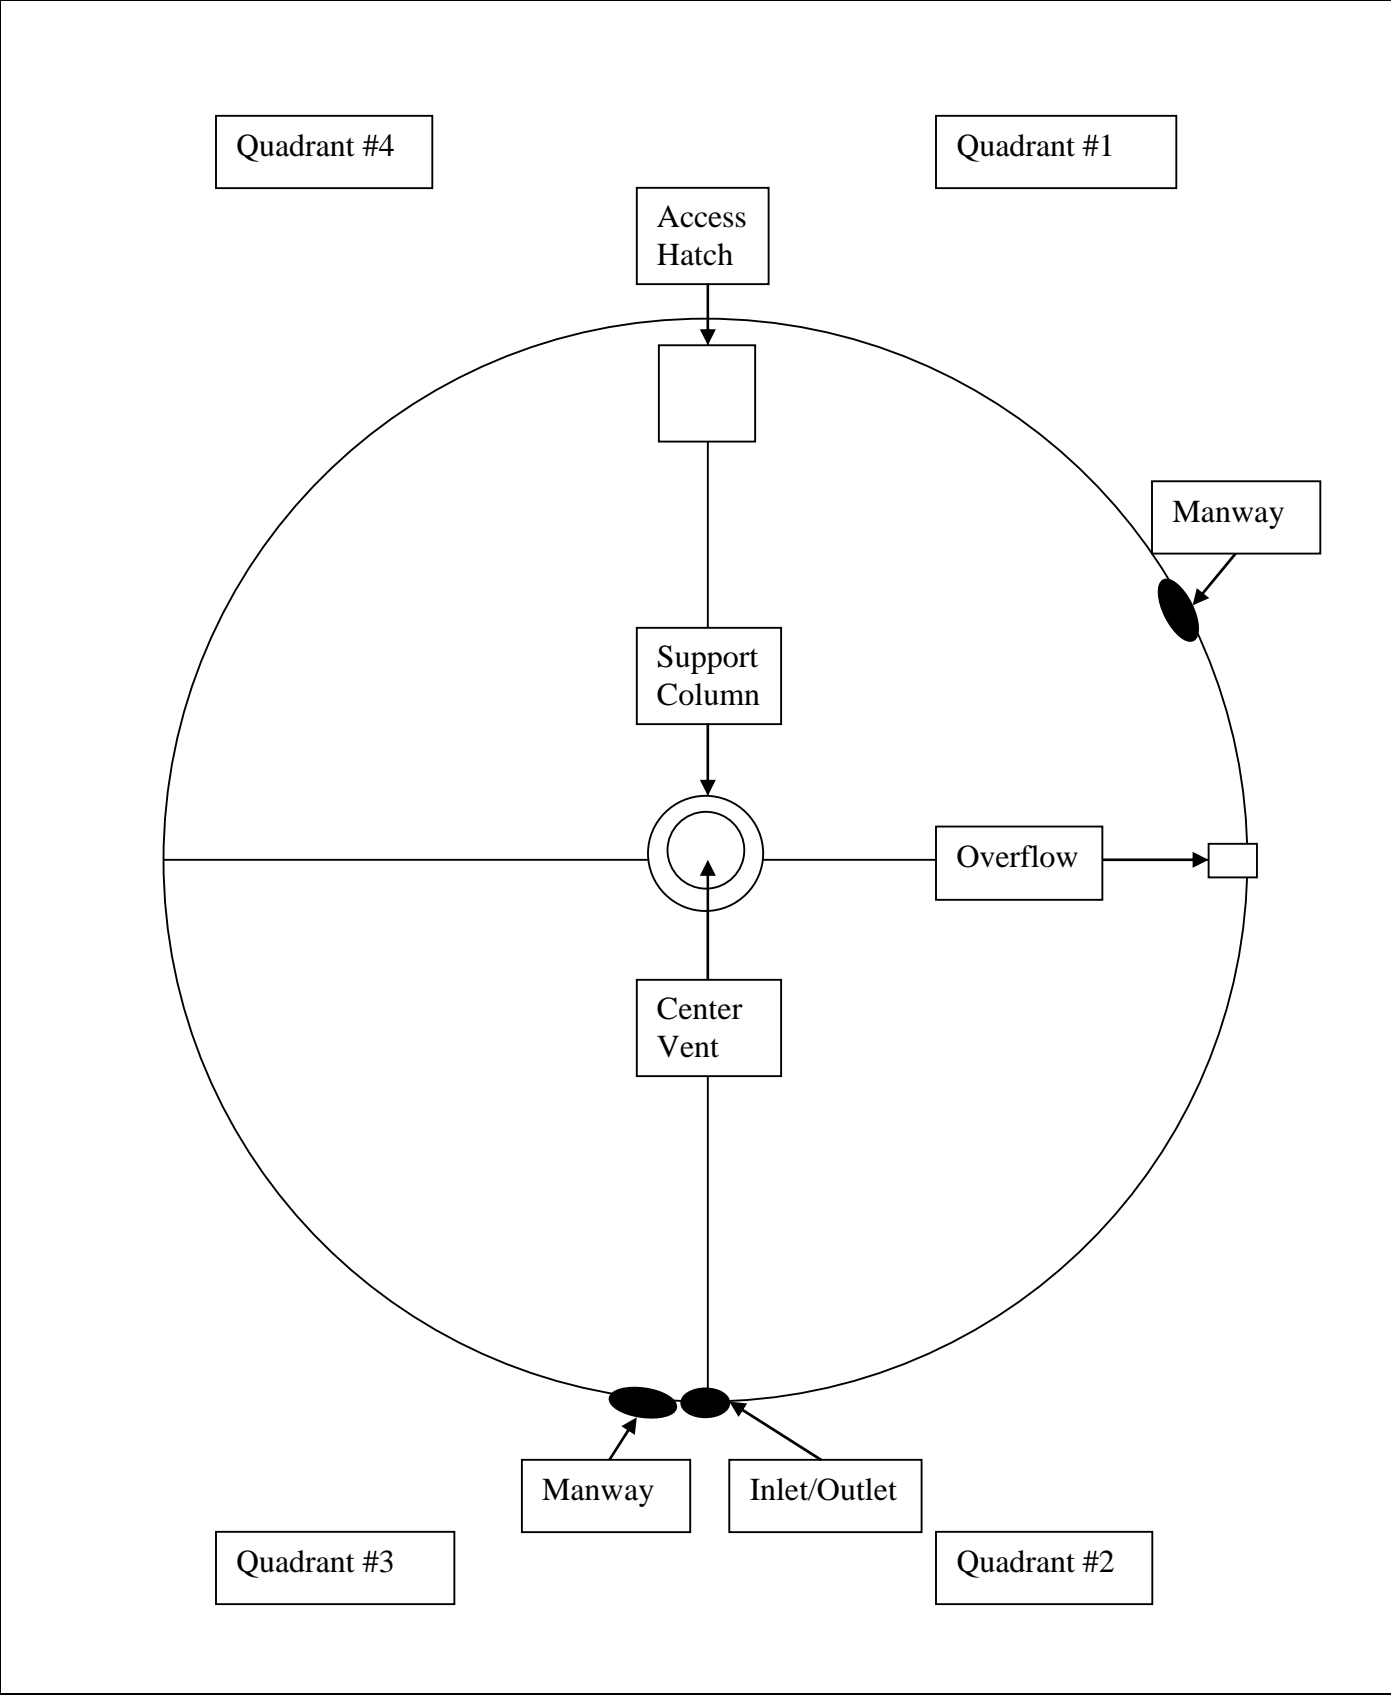 Quadrant #4
Quadrant #1
Access
Hatch
Manway
Support
Column
Overflow
Center
Vent
Manway
Inlet/Outlet
Quadrant #3
Quadrant #2